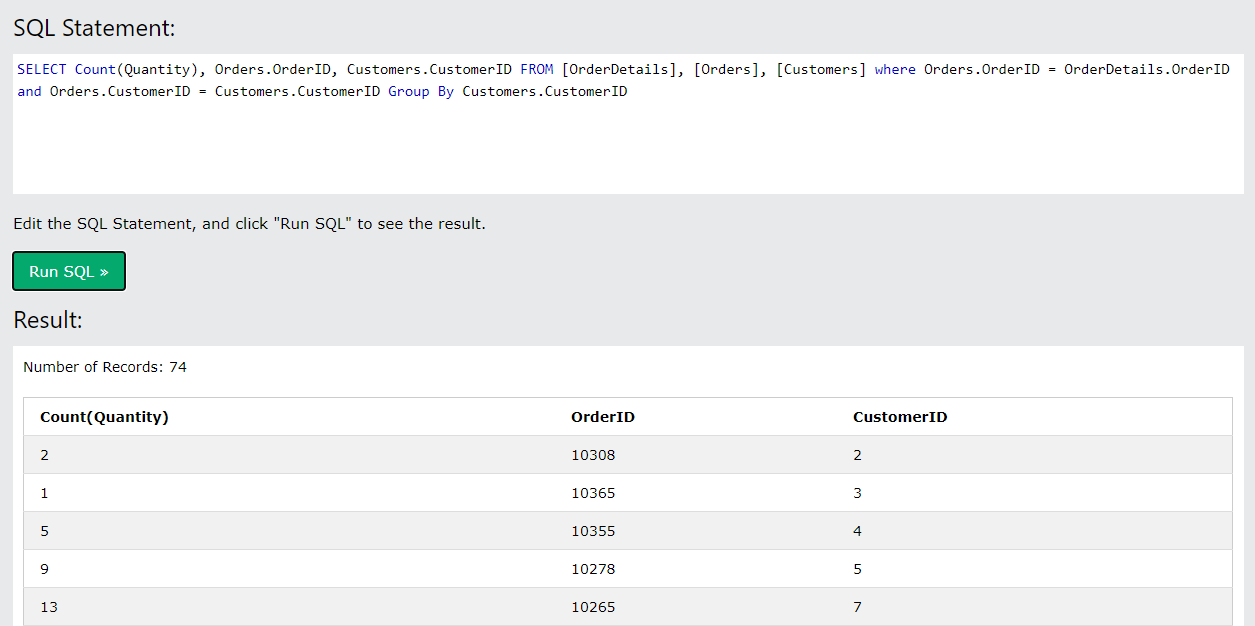 SQL Statement:
SELECT Count(Quantity), Orders.OrderID, Customers.CustomerID FROM [OrderDetails], [Orders], [Customers] where Orders.OrderID = OrderDetails.OrderID
and Orders.CustomerID = Customers.CustomerID Group By Customers.CustomerID
Edit the SQL Statement, and click "Run SQL" to see the result.
Run SQL »
Result:
Number of Records: 74
Count(Quantity) OrderID CustomerID
2 10308 2
1 10365 3
5 10355 4
9 10278 5
13 10265 7